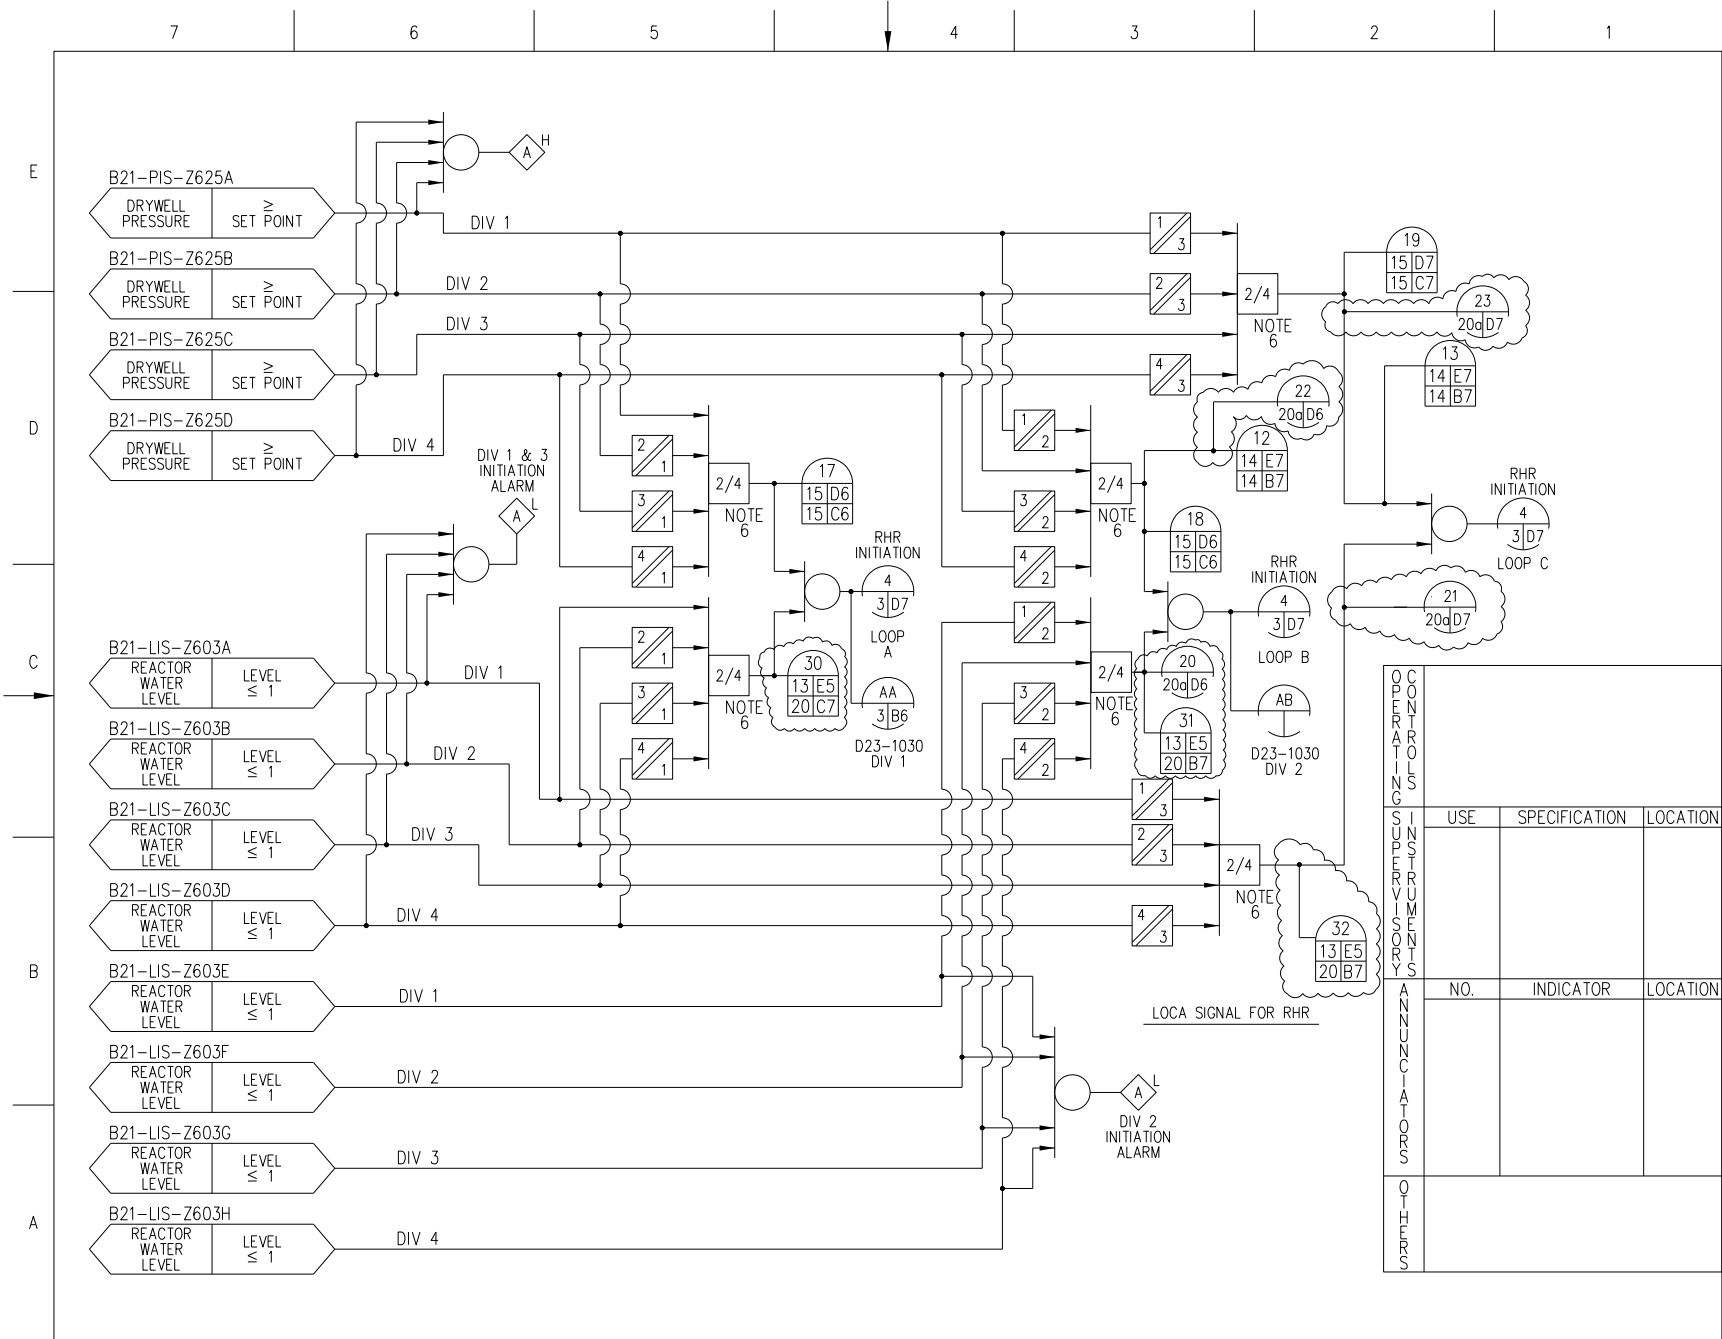 7 6 5 4 3 2 1
E
D
C
B
A
B21-PIS-Z625A
DRYWELL
PRESSURE
≥
SET POINT
B21-PIS-Z625B
DRYWELL
PRESSURE
≥
SET POINT
B21-PIS-Z625C
DRYWELL
PRESSURE
≥
SET POINT
B21-PIS-Z625D
DRYWELL
PRESSURE
≥
SET POINT
A H
DIV 1
DIV 2
DIV 3
DIV 4
DIV 1 & 3
INITIATION
ALARM
A L
B21-LIS-Z603A
REACTOR
WATER
LEVEL
LEVEL
≤ 1
DIV 1
B21-LIS-Z603B
REACTOR
WATER
LEVEL
LEVEL
≤ 1
DIV 2
B21-LIS-Z603C
REACTOR
WATER
LEVEL
LEVEL
≤ 1
DIV 3
B21-LIS-Z603D
REACTOR
WATER
LEVEL
LEVEL
≤ 1
DIV 4
B21-LIS-Z603E
REACTOR
WATER
LEVEL
LEVEL
≤ 1
DIV 1
B21-LIS-Z603F
REACTOR
WATER
LEVEL
LEVEL
≤ 1
DIV 2
B21-LIS-Z603G
REACTOR
WATER
LEVEL
LEVEL
≤ 1
DIV 3
B21-LIS-Z603H
REACTOR
WATER
LEVEL
LEVEL
≤ 1
DIV 4
2 1
3 1
4 1
2/4
NOTE
6
17
15 D6
15 C6
2 1
3 1
4 1
2/4
NOTE
6
30
13 E5
20 C7
RHR
INITIATION
4
3 D7
LOOP
A
AA
3 B6
D23-1030
DIV 1
1 2
3 2
4 2
2/4
NOTE
6
22
20a D6
12
14 E7
14 B7
18
15 D6
15 C6
1 2
3 2
4 2
2/4
NOTE
6
20
20a D6
31
13 E5
20 B7
RHR
INITIATION
4
3 D7
LOOP B
AB
D23-1030
DIV 2
1 3
2 3
4 3
2/4
NOTE
6
19
15 D7
15 C7
23
20a D7
13
14 E7
14 B7
RHR
INITIATION
4
3 D7
LOOP C
21
20a D7
1 3
2 3
4 3
2/4
NOTE
6
32
13 E5
20 B7
LOCA SIGNAL FOR RHR
A L
DIV 2
INITIATION
ALARM
OPERATING
CONTROLS
SUPERVISORY
INSTRUMENTS
USE SPECIFICATION LOCATION
ANNUNCIATORS
NO. INDICATOR LOCATION
OTHERS